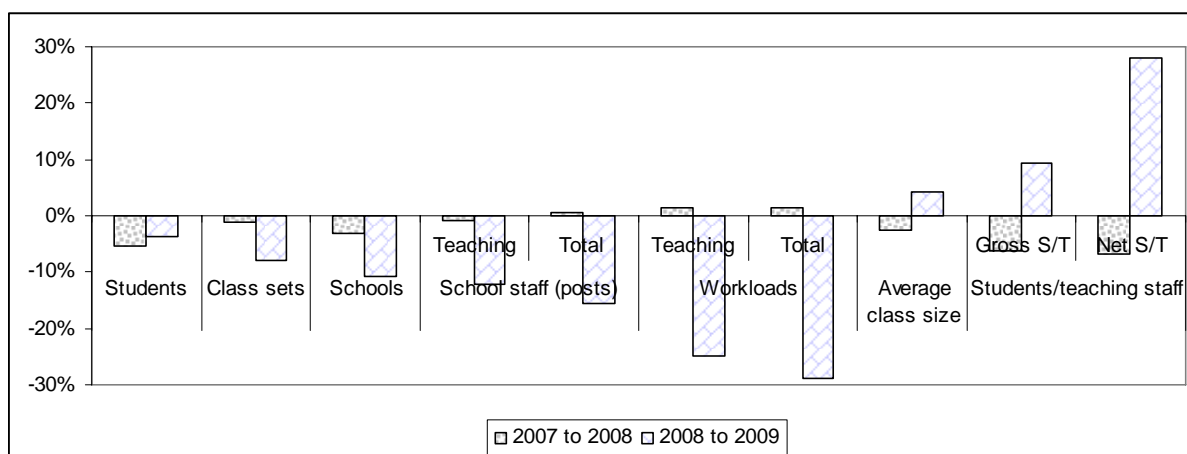 30%
20%
10%
0%
-10%
-20%
-30%
Teaching Total Teaching Total Gross S/T Net S/T
Students Class sets Schools School staff (posts) Workloads Average class size Students/teaching staff
2007 to 2008 2008 to 2009